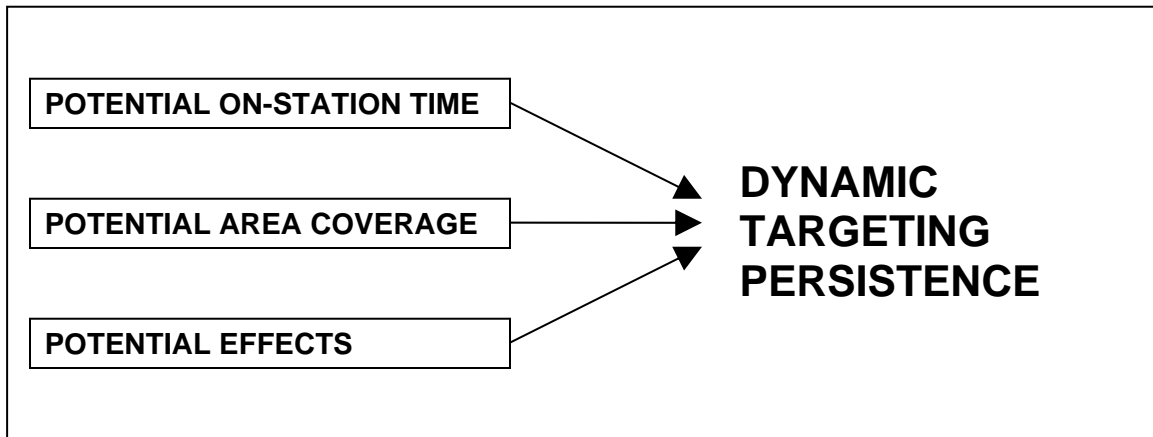 POTENTIAL ON-STATION TIME
POTENTIAL AREA COVERAGE
POTENTIAL EFFECTS
DYNAMIC
TARGETING
PERSISTENCE